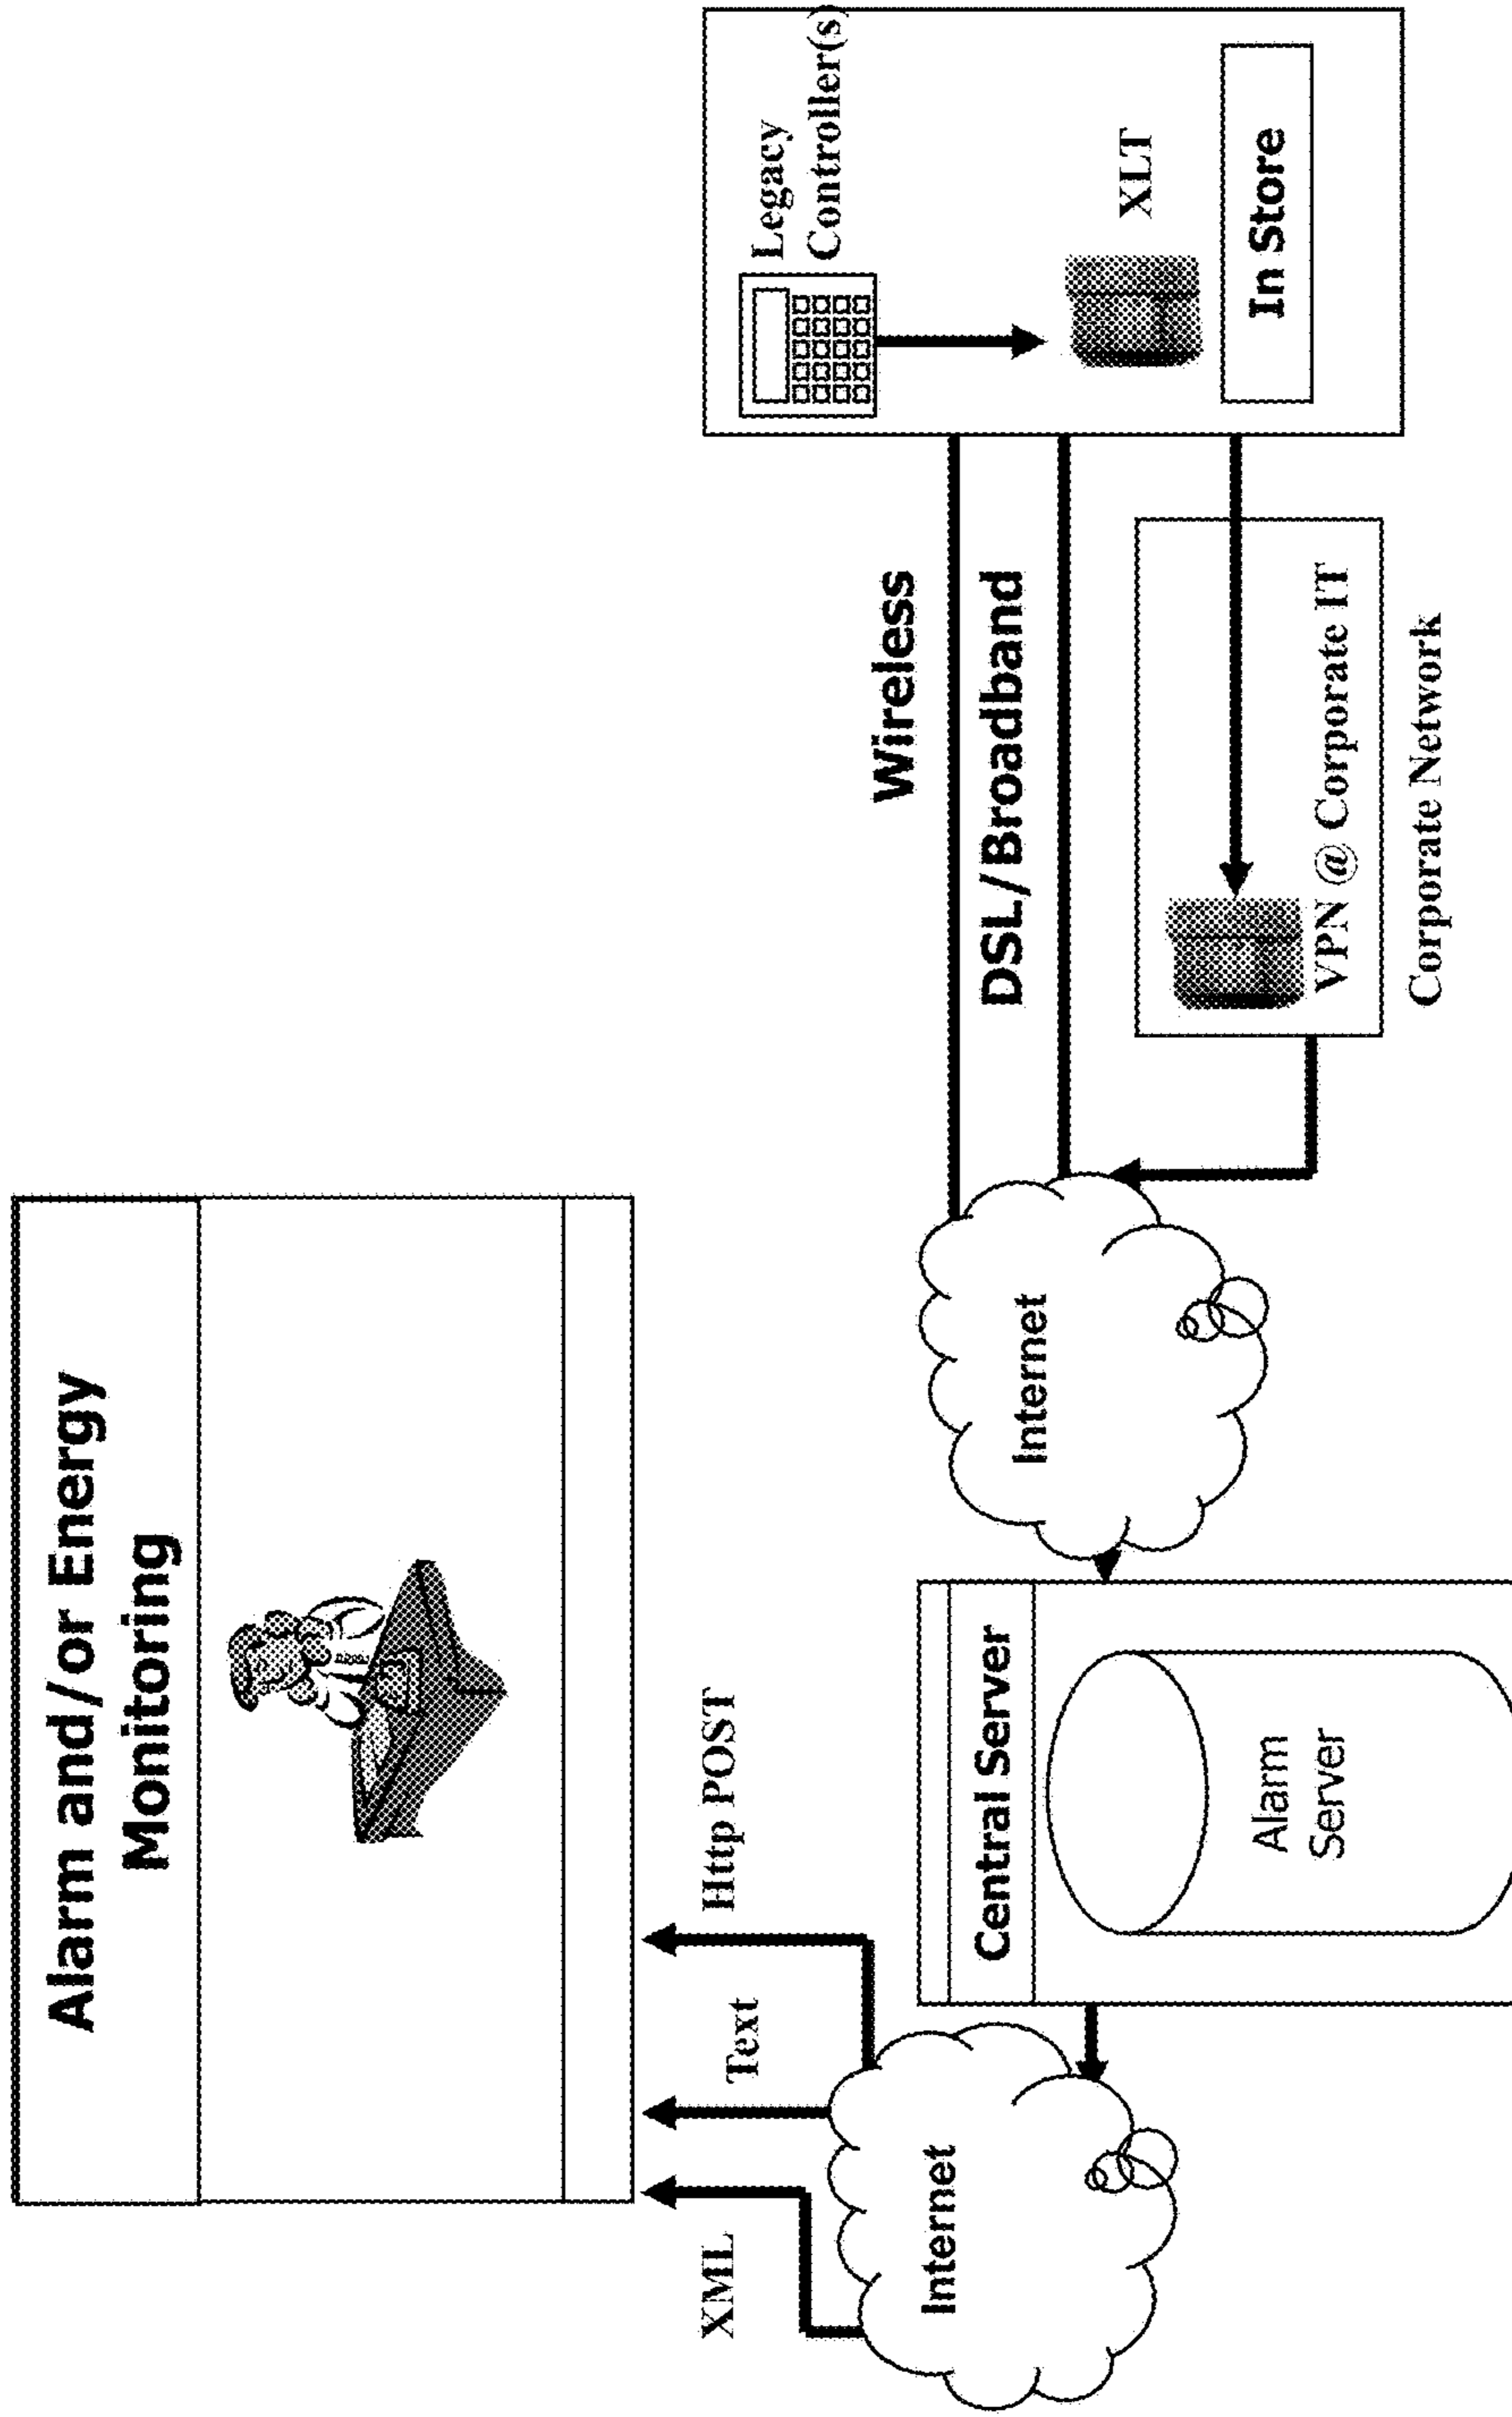 Alarm and/or Energy
Monitoring
XML
Text
Http POST
Internet
Central Server
Alarm
Server
Internet
Wireless
DSL/Broadband
VPN @ Corporate IT
Corporate Network
Legacy
Controller(s)
XLT
In Store